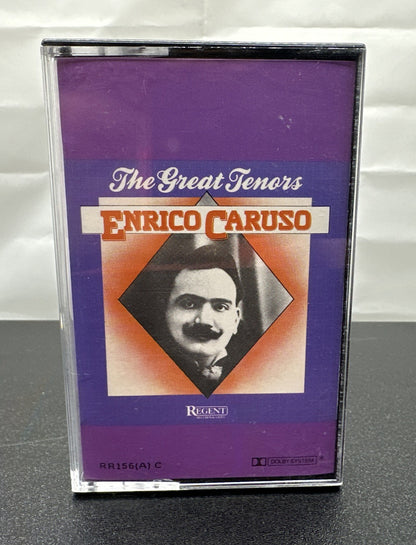 The Great Tenors
ENRICO CARUSO
REGENT
RR156(A) C
DOLBY SYSTEM